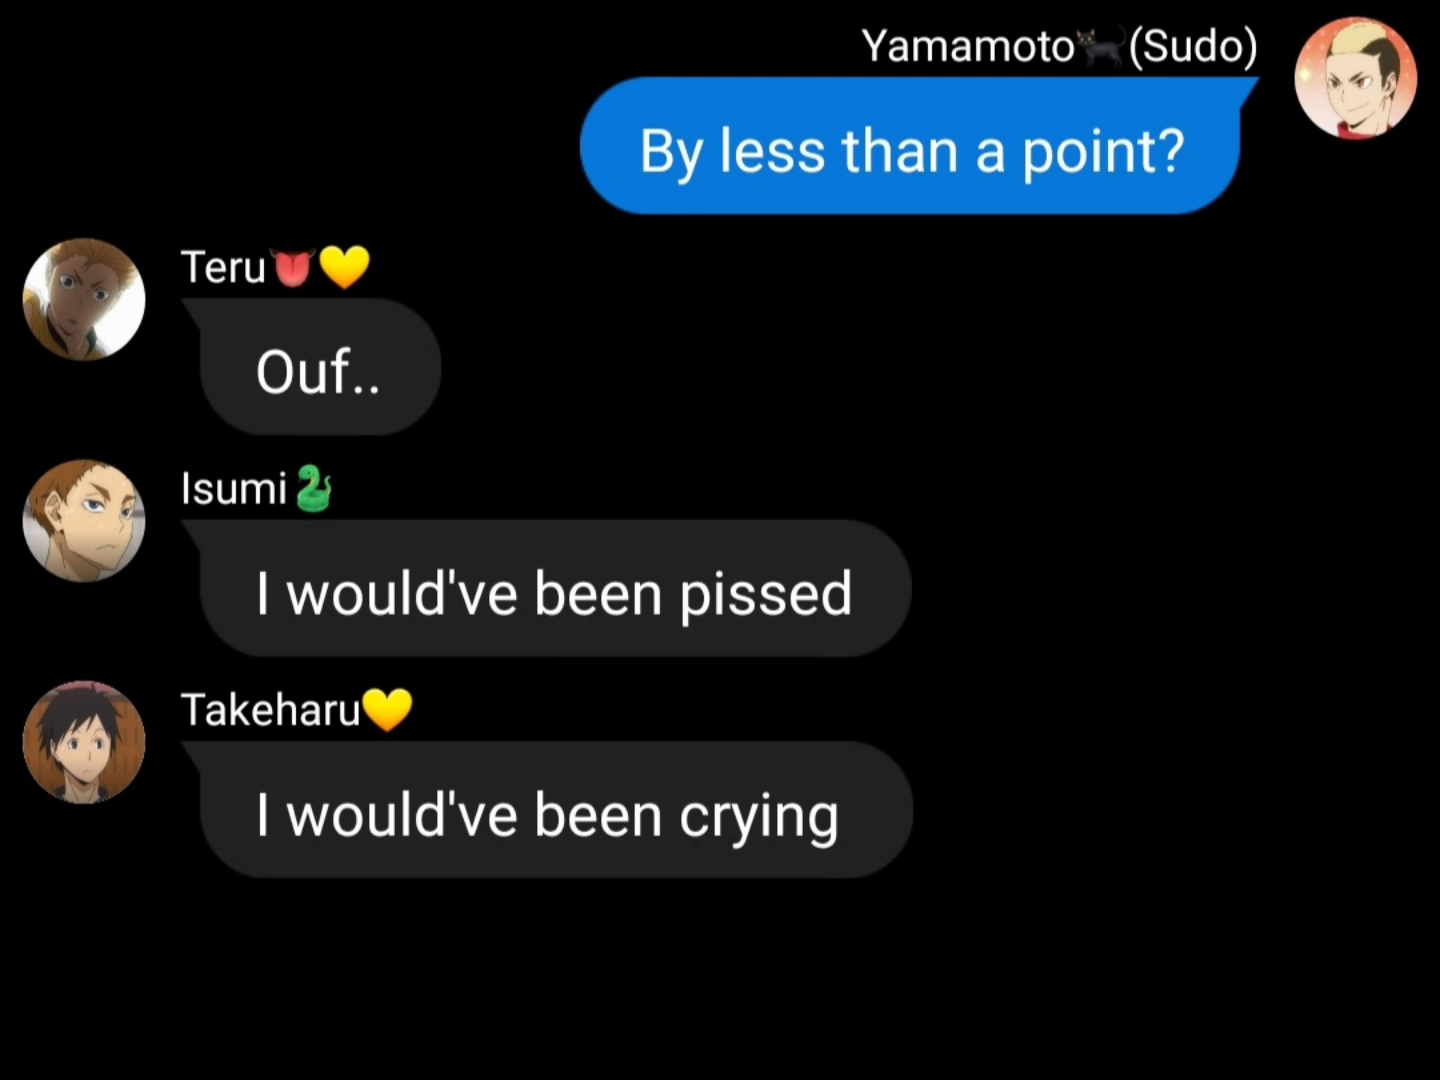 Yamamoto🐈‍⬛(Sudo)
By less than a point?
Teru👅💛
Ouf..
Isumi🐍
I would've been pissed
Takeharu💛
I would've been crying